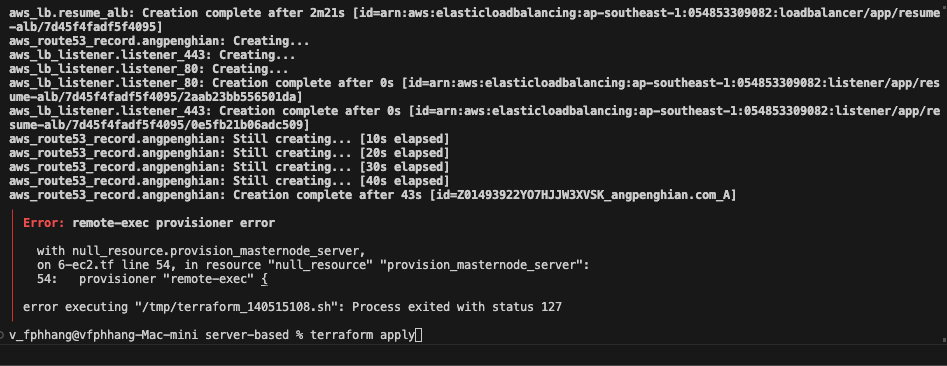 aws_lb.resume_alb: Creation complete after 2m21s [id=arn:aws:elasticloadbalancing:ap-southeast-1:054853309082:loadbalancer/app/resume
-alb/7d45f4fadf5f4095]
aws_route53_record.angpenghian: Creating...
aws_lb_listener.listener_443: Creating...
aws_lb_listener.listener_80: Creating...
aws_lb_listener.listener_80: Creation complete after 0s [id=arn:aws:elasticloadbalancing:ap-southeast-1:054853309082:listener/app/res
ume-alb/7d45f4fadf5f4095/2aab23bb556501da]
aws_lb_listener.listener_443: Creation complete after 0s [id=arn:aws:elasticloadbalancing:ap-southeast-1:054853309082:listener/app/re
sume-alb/7d45f4fadf5f4095/0e5fb21b06adc509]
aws_route53_record.angpenghian: Still creating... [10s elapsed]
aws_route53_record.angpenghian: Still creating... [20s elapsed]
aws_route53_record.angpenghian: Still creating... [30s elapsed]
aws_route53_record.angpenghian: Still creating... [40s elapsed]
aws_route53_record.angpenghian: Creation complete after 43s [id=Z01493922YO7HJJW3XVSK_angpenghian.com_A]
Error: remote-exec provisioner error
with null_resource.provision_masternode_server,
on 6-ec2.tf line 54, in resource "null_resource" "provision_masternode_server":
54: provisioner "remote-exec" {
error executing "/tmp/terraform_140515108.sh": Process exited with status 127
v_fphhang@vfphhang-Mac-mini server-based % terraform apply